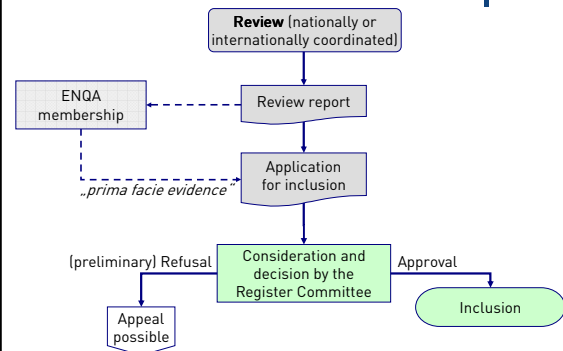 Review (nationally or
internationally coordinated)
ENQA
membership
Review report
Application
for inclusion
„prima facie evidence“
(preliminary) Refusal
Consideration and
decision by the
Register Committee
Approval
Appeal
possible
Inclusion